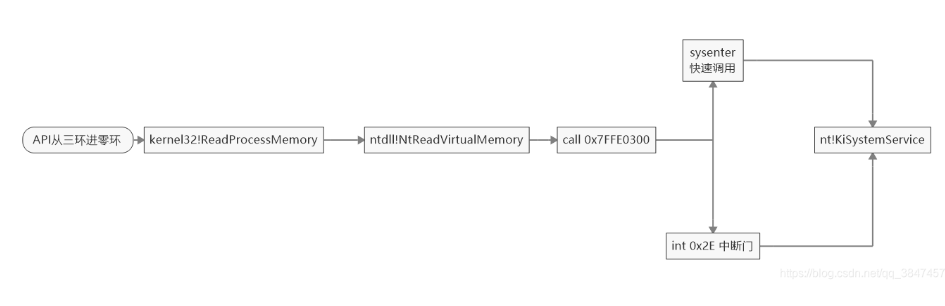 sysenter
快速调用
API从三环进零环
kernel32!ReadProcessMemory
ntdll!NtReadVirtualMemory
call 0x7FFE0300
nt!KiSystemService
int 0x2E 中断门
https://blog.csdn.net/qq_3847457